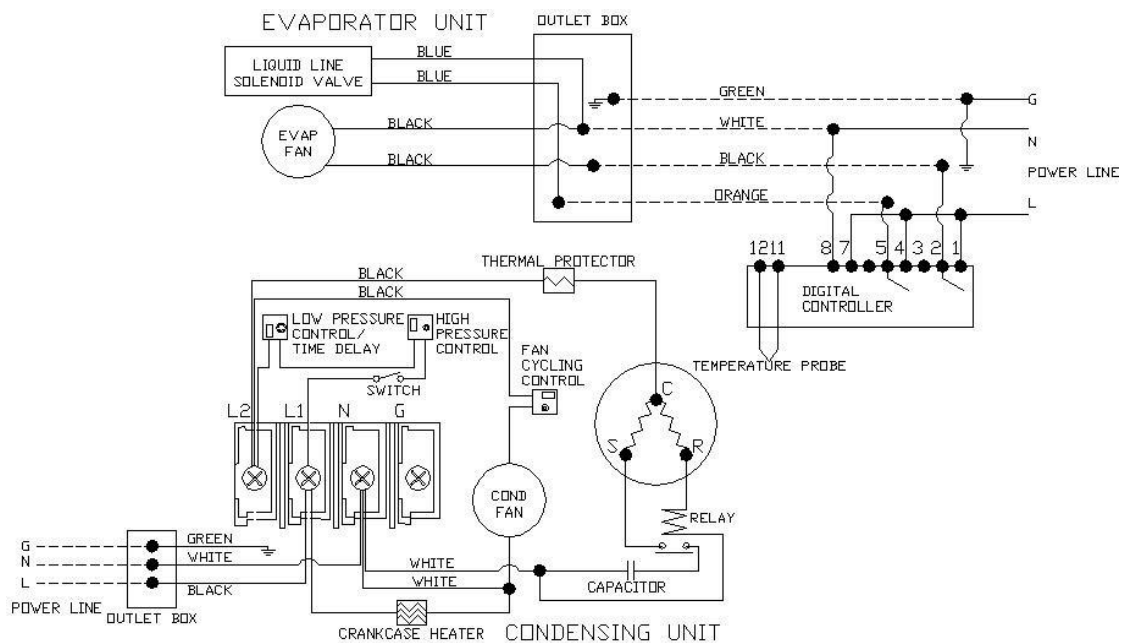 EVAPORATOR UNIT
OUTLET BOX
BLUE
LIQUID LINE
SOLENOID VALVE
BLUE
GREEN
G
BLACK
WHITE
EVAP
FAN
N
BLACK
BLACK
POWER LINE
ORANGE
L
12 11 8 7 5 4 3 2 1
THERMAL PROTECTOR
BLACK
BLACK
DIGITAL
CONTROLLER
LOW PRESSURE
CONTROL/
TIME DELAY
HIGH
PRESSURE
CONTROL
FAN
CYCLING
CONTROL
TEMPERATURE PROBE
SWITCH
C
L2 L1 N G
S R
COND
FAN
RELAY
G
GREEN
N
WHITE
WHITE
L
BLACK
WHITE
CAPACITOR
POWER LINE
OUTLET BOX
CRANKCASE HEATER
CONDENSING UNIT